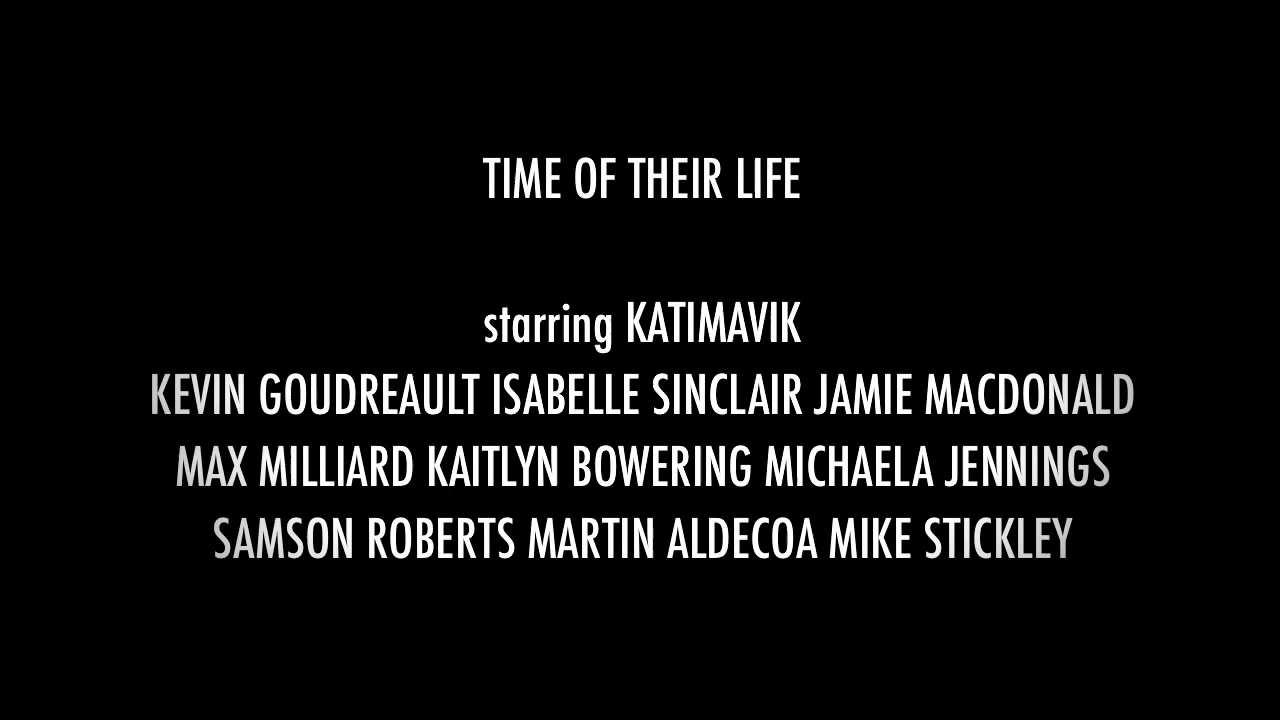 TIME OF THEIR LIFE
starring KATIMAVIK
KEVIN GOUDREAULT ISABELLE SINCLAIR JAMIE MACDONALD
MAX MILLIARD KAITLYN BOWERING MICHAELA JENNINGS
SAMSON ROBERTS MARTIN ALDECOA MIKE STICKLEY